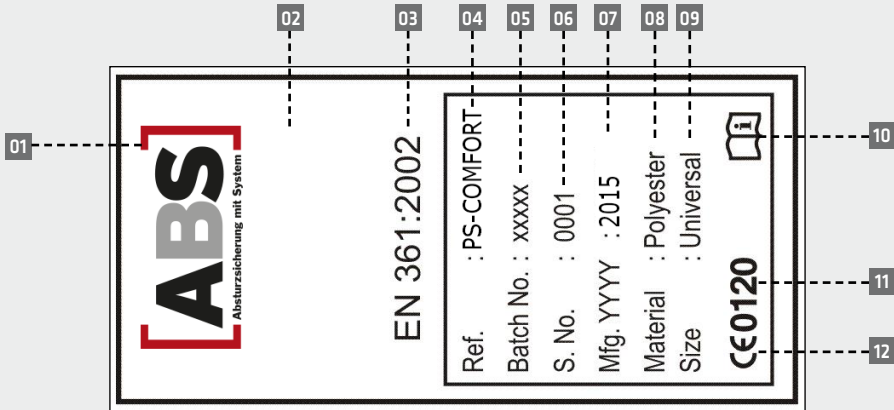 02
03
04
05
06
07
08
09
01
10
11
12
[ABS]
Absturzsicherung mit System
EN 361:2002
Ref. : PS-COMFORT
Batch No. : xxxxx
S. No. : 0001
Mfg. YYYY : 2015
Material : Polyester
Size : Universal
CE0120
i